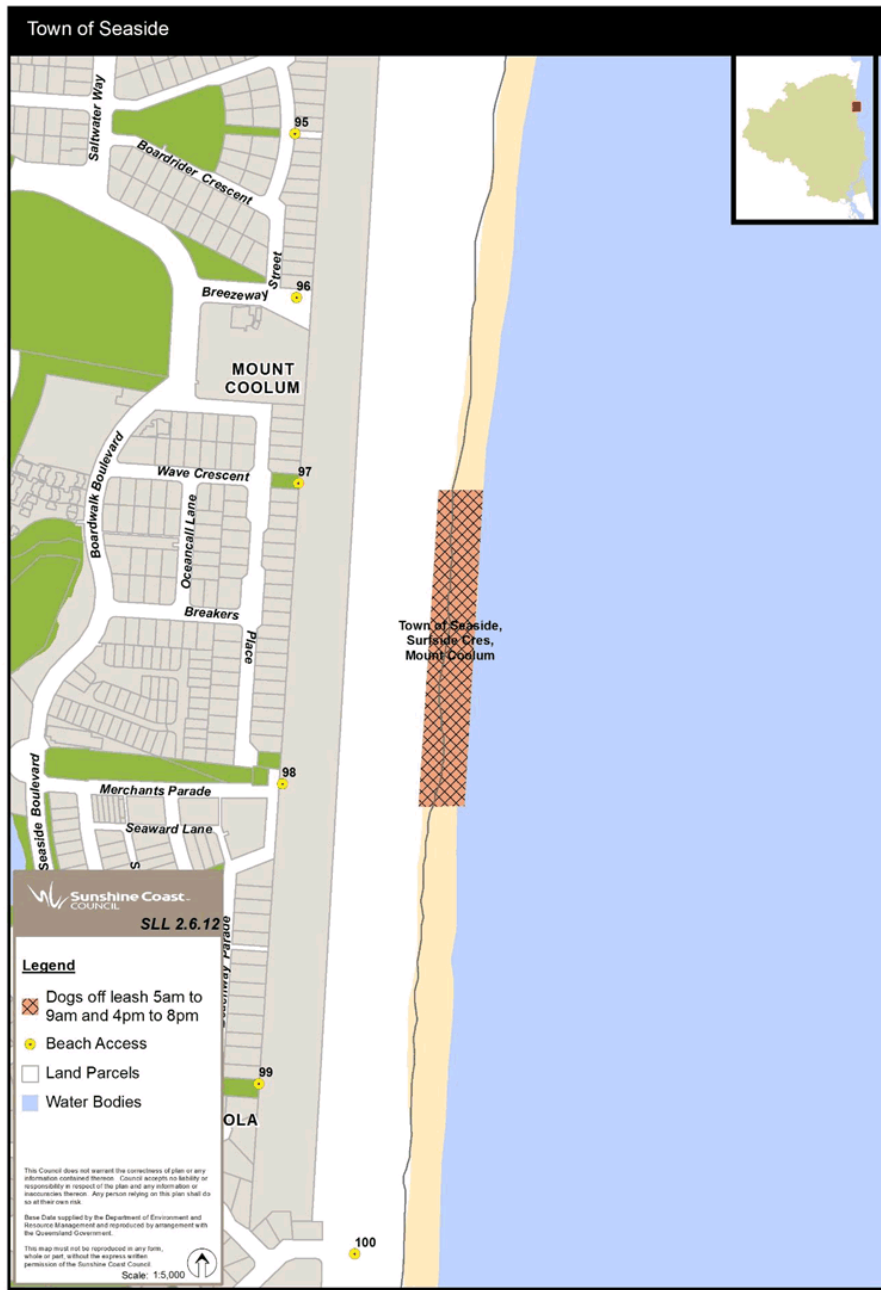 Town of Seaside
Saltwater Way
95
Boardrider Crescent
Street
96
Breezeway
MOUNT
COOLUM
Boardwalk Boulevard
97
Wave Crescent
Oceancall Lane
Breakers
Place
Town of Seaside,
Surfside Cres,
Mount Coolum
Seaside Boulevard
98
Merchants Parade
Seaward Lane
S
Parade
99
OLA
100
Sunshine Coast
COUNCIL
SLL 2.6.12
Legend
Dogs off leash 5am to
9am and 4pm to 8pm
Beach Access
Land Parcels
Water Bodies
This Council does not warrant the correctness of plan or any
information contained thereon. Council accepts no liability or
responsibility in respect of the plan and any information or
inaccuracies thereon. Any person relying on this plan shall do
so at their own risk
Base Data supplied by the Department of Environment and
Resource Management and reproduced by arrangement with
the Queensland Government.
This map must not be reproduced in any form,
whole or part, without the express written
permission of the Sunshine Coast Council.
Scale: 1:5,000